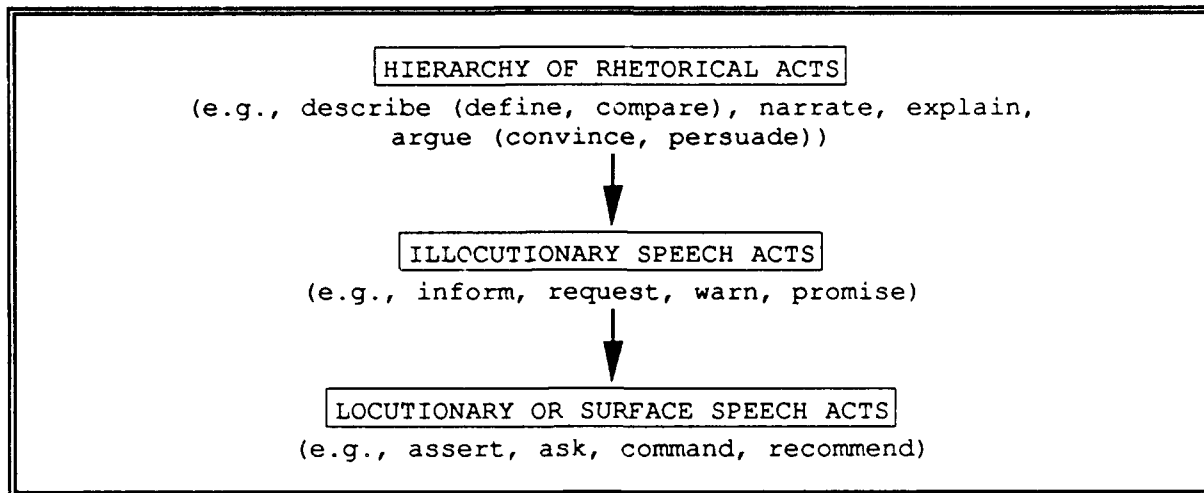 HIERARCHY OF RHETORICAL ACTS
(e.g., describe (define, compare), narrate, explain,
argue (convince, persuade))
ILLOCUTIONARY SPEECH ACTS
(e.g., inform, request, warn, promise)
LOCUTIONARY OR SURFACE SPEECH ACTS
(e.g., assert, ask, command, recommend)